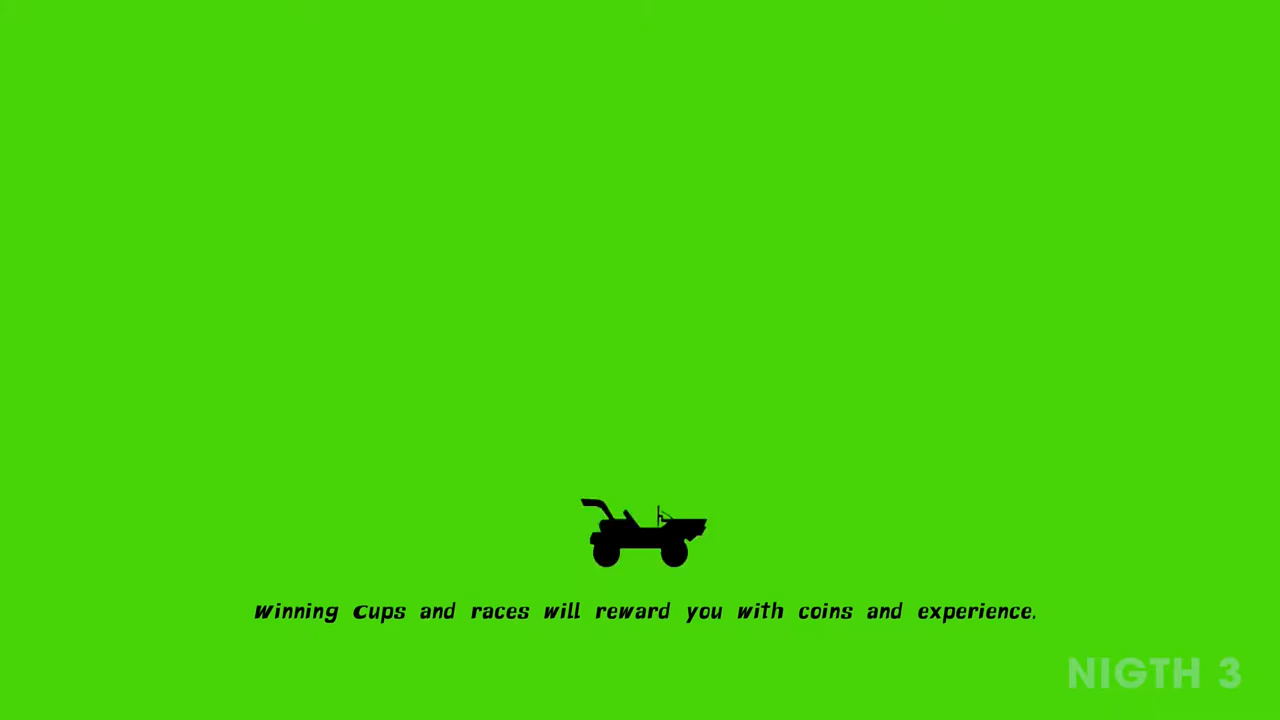 Winning Cups and races will reward you with coins and experience.
NIGTH 3